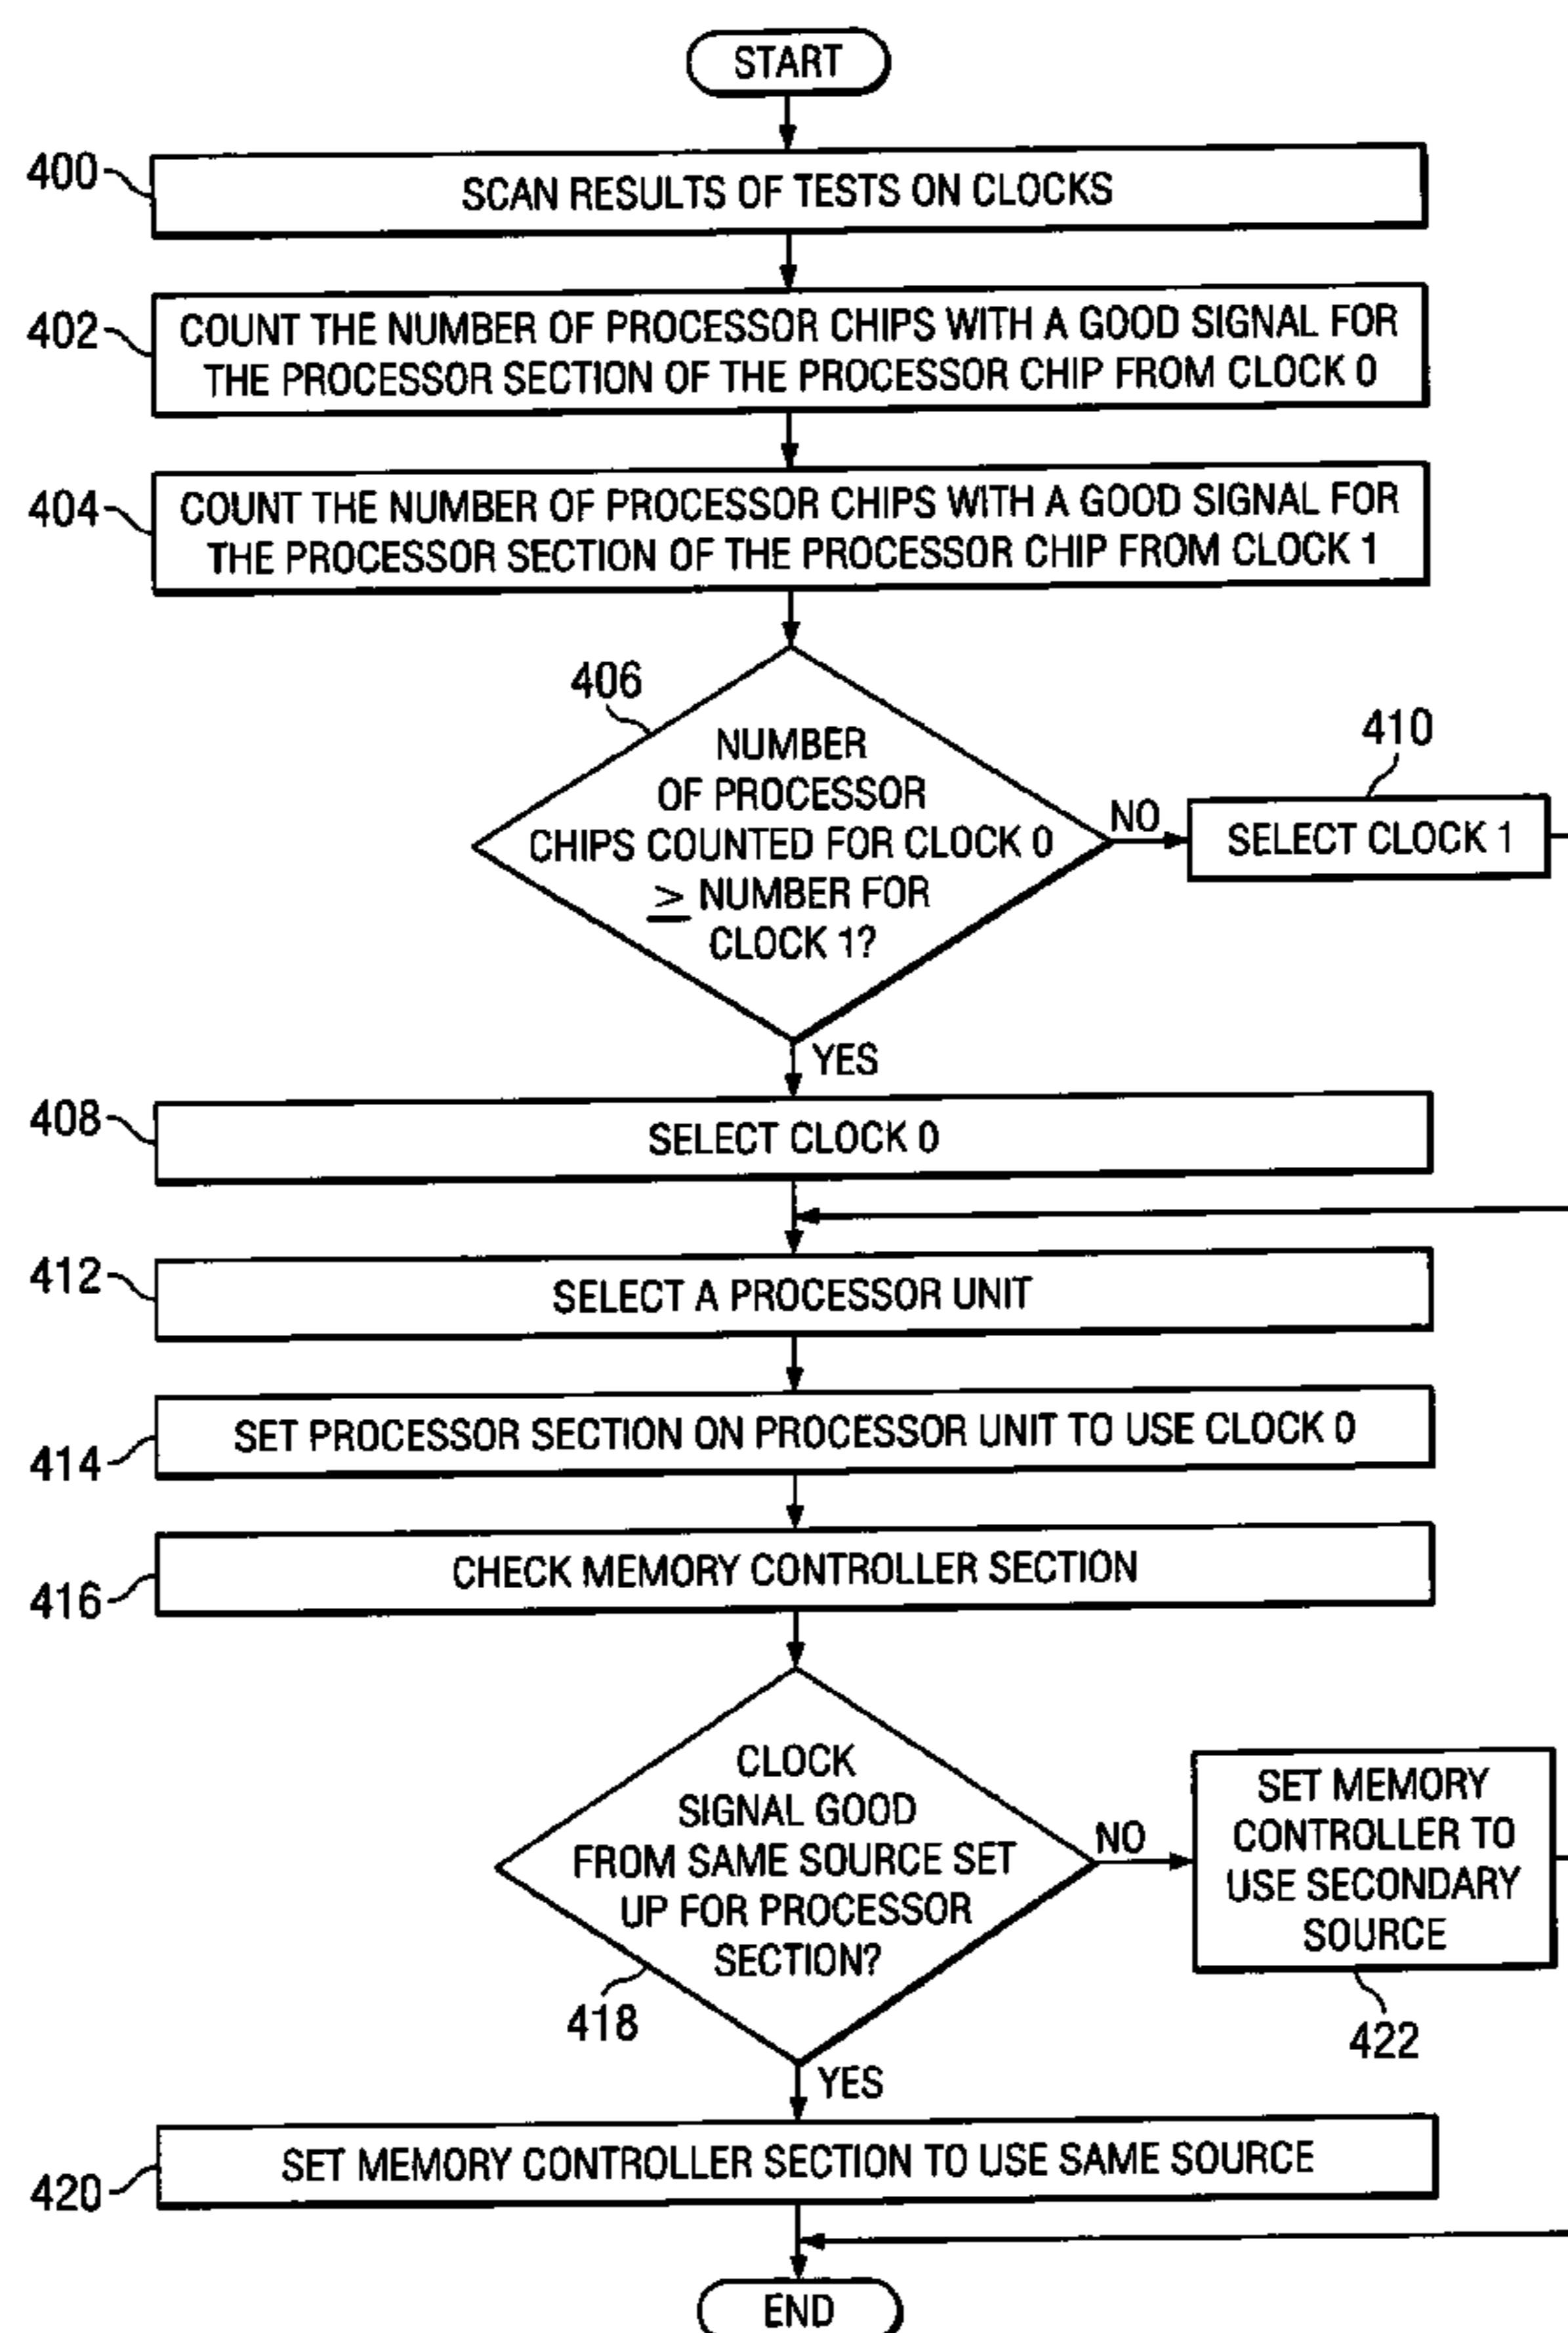 START
400
SCAN RESULTS OF TESTS ON CLOCKS
402
COUNT THE NUMBER OF PROCESSOR CHIPS WITH A GOOD SIGNAL FOR
THE PROCESSOR SECTION OF THE PROCESSOR CHIP FROM CLOCK 0
404
COUNT THE NUMBER OF PROCESSOR CHIPS WITH A GOOD SIGNAL FOR
THE PROCESSOR SECTION OF THE PROCESSOR CHIP FROM CLOCK 1
406
NUMBER
OF PROCESSOR
CHIPS COUNTED FOR CLOCK 0
≥ NUMBER FOR
CLOCK 1?
NO
410
SELECT CLOCK 1
YES
408
SELECT CLOCK 0
412
SELECT A PROCESSOR UNIT
414
SET PROCESSOR SECTION ON PROCESSOR UNIT TO USE CLOCK 0
416
CHECK MEMORY CONTROLLER SECTION
CLOCK
SIGNAL GOOD
FROM SAME SOURCE SET
UP FOR PROCESSOR
SECTION?
418
NO
SET MEMORY
CONTROLLER TO
USE SECONDARY
SOURCE
422
YES
420
SET MEMORY CONTROLLER SECTION TO USE SAME SOURCE
END